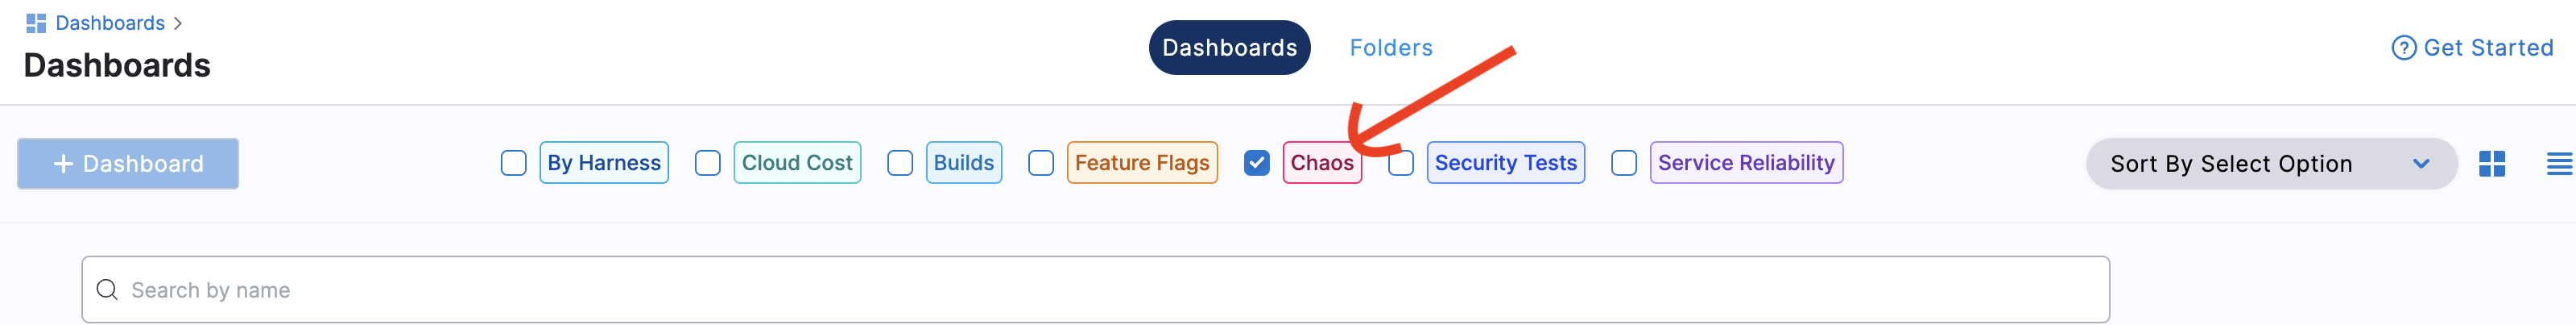 Dashboards >
Dashboards
Dashboards Folders
? Get Started
+ Dashboard
By Harness Cloud Cost Builds Feature Flags Chaos Security Tests Service Reliability
Sort By Select Option
Search by name